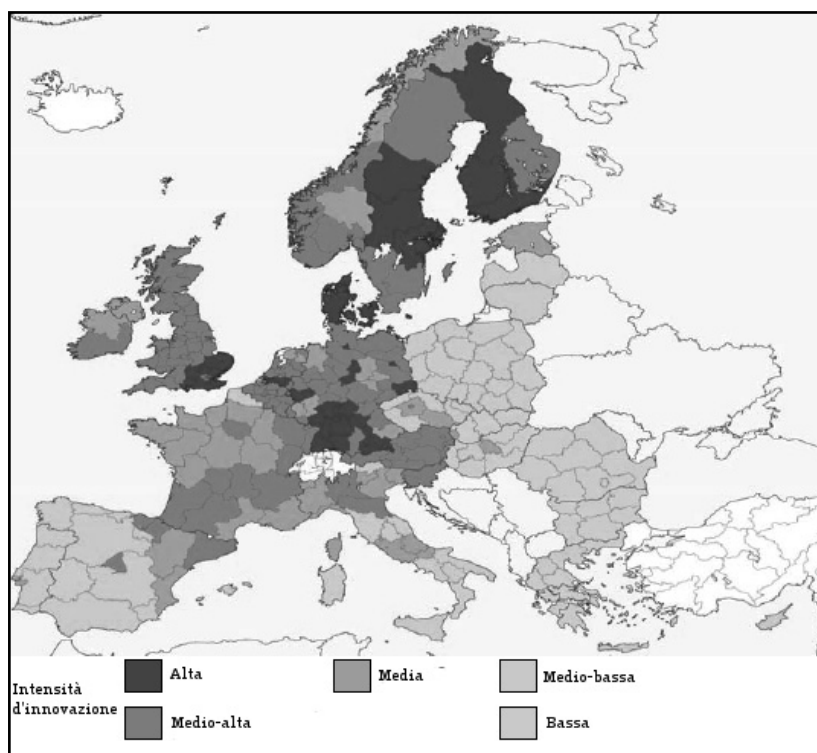 Intensità
d'innovazione
Alta
Media
Medio-bassa
Medio-alta
Bassa